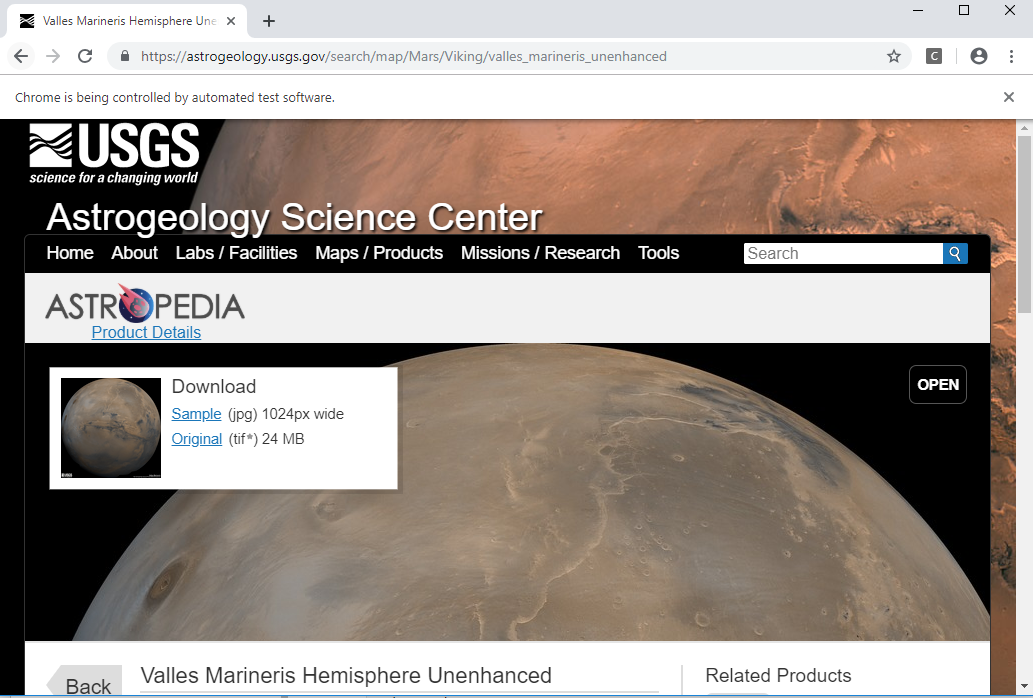 Valles Marineris Hemisphere Une
https://astrogeology.usgs.gov/search/map/Mars/Viking/valles_marineris_unenhanced
C
Chrome is being controlled by automated test software.
USGS
science for a changing world
Astrogeology Science Center
Home About Labs / Facilities Maps / Products Missions / Research Tools Search
ASTROPEDIA
Product Details
Download
Sample (jpg) 1024px wide
Original (tif*) 24 MB
OPEN
Back
Valles Marineris Hemisphere Unenhanced
Related Products